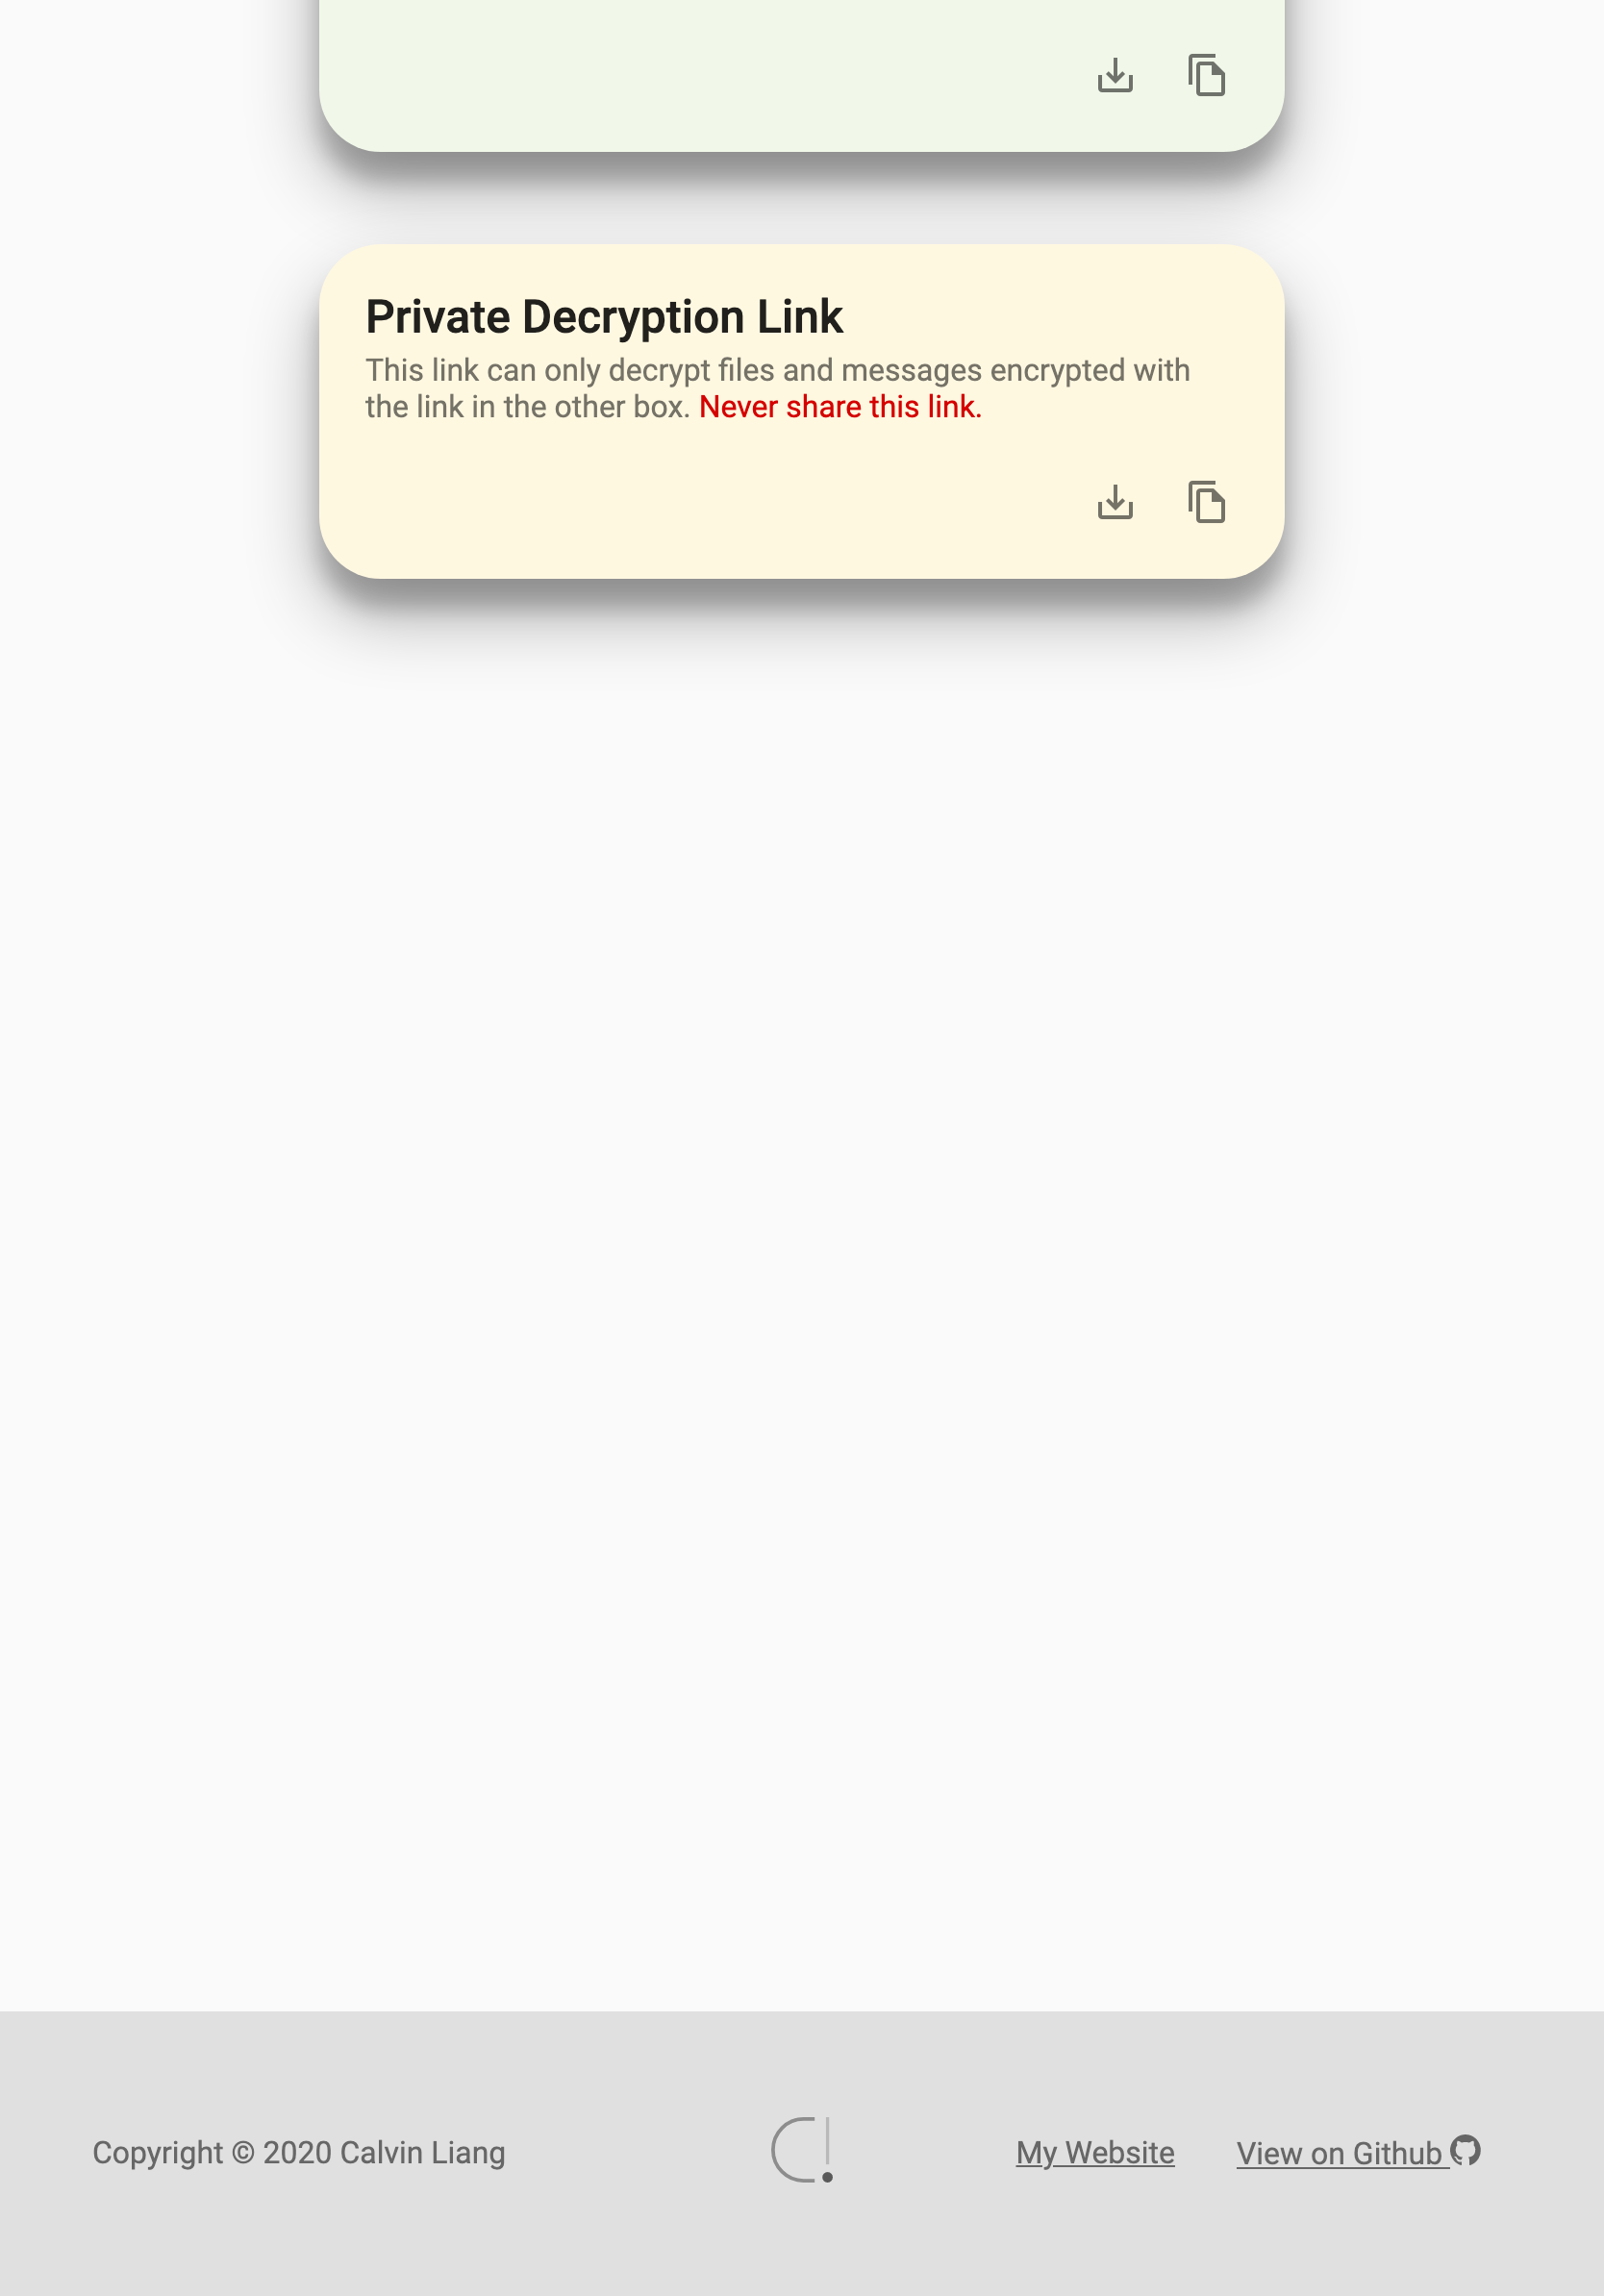 Private Decryption Link
This link can only decrypt files and messages encrypted with
the link in the other box. Never share this link.
Copyright © 2020 Calvin Liang
My Website
View on Github